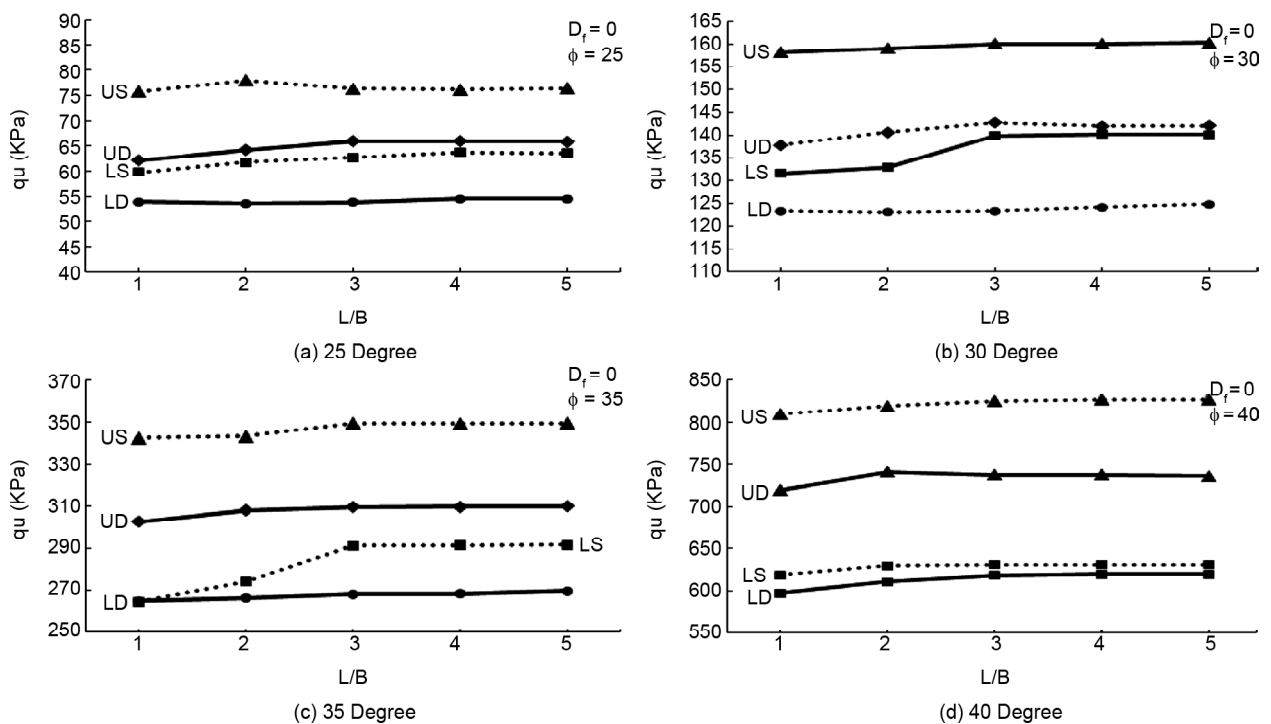 90
85
80
75
70
65
60
55
50
45
40
qu (KPa)
US
UD
LS
LD
D_f = 0
ϕ = 25
1 2 3 4 5
L/B
(a) 25 Degree
165
160
155
150
145
140
135
130
125
120
115
110
qu (KPa)
US
UD
LS
LD
D_f = 0
ϕ = 30
1 2 3 4 5
L/B
(b) 30 Degree
370
350
330
310
290
270
250
qu (KPa)
US
UD
LD
LS
D_f = 0
ϕ = 35
1 2 3 4 5
L/B
(c) 35 Degree
850
800
750
700
650
600
550
qu (KPa)
US
UD
LS
LD
D_f = 0
ϕ = 40
1 2 3 4 5
L/B
(d) 40 Degree